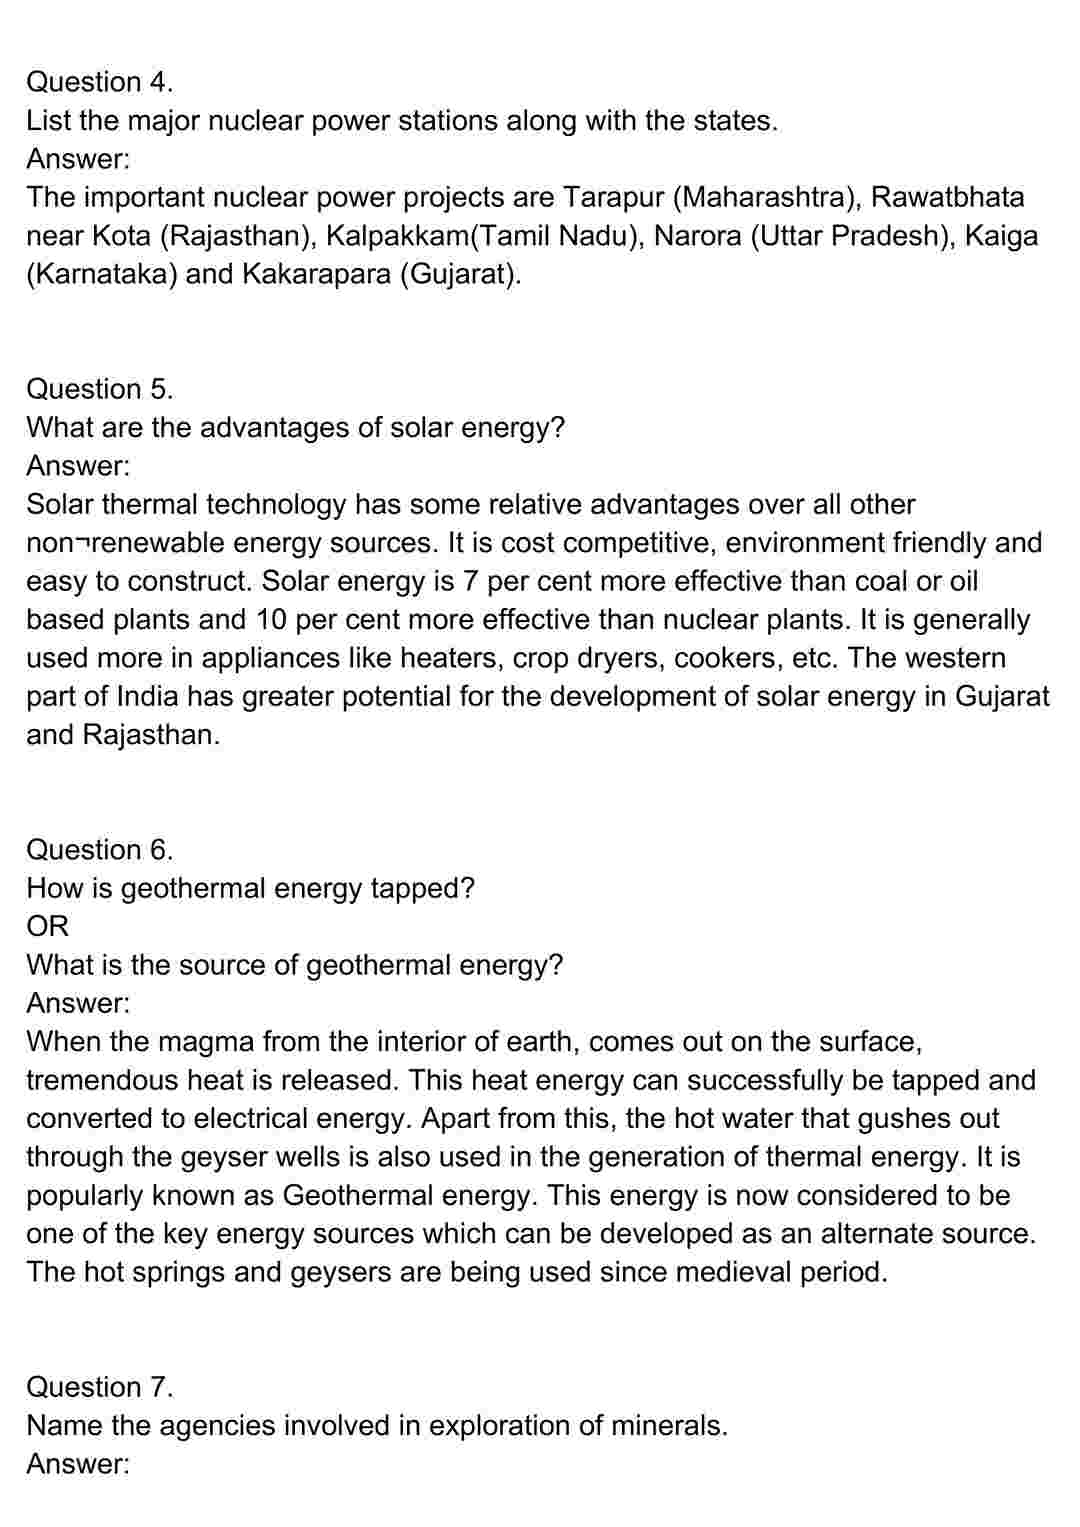 Question 4.
List the major nuclear power stations along with the states.
Answer:
The important nuclear power projects are Tarapur (Maharashtra), Rawatbhata
near Kota (Rajasthan), Kalpakkam(Tamil Nadu), Narora (Uttar Pradesh), Kaiga
(Karnataka) and Kakarapara (Gujarat).
Question 5.
What are the advantages of solar energy?
Answer:
Solar thermal technology has some relative advantages over all other
non¬renewable energy sources. It is cost competitive, environment friendly and
easy to construct. Solar energy is 7 per cent more effective than coal or oil
based plants and 10 per cent more effective than nuclear plants. It is generally
used more in appliances like heaters, crop dryers, cookers, etc. The western
part of India has greater potential for the development of solar energy in Gujarat
and Rajasthan.
Question 6.
How is geothermal energy tapped?
OR
What is the source of geothermal energy?
Answer:
When the magma from the interior of earth, comes out on the surface,
tremendous heat is released. This heat energy can successfully be tapped and
converted to electrical energy. Apart from this, the hot water that gushes out
through the geyser wells is also used in the generation of thermal energy. It is
popularly known as Geothermal energy. This energy is now considered to be
one of the key energy sources which can be developed as an alternate source.
The hot springs and geysers are being used since medieval period.
Question 7.
Name the agencies involved in exploration of minerals.
Answer: